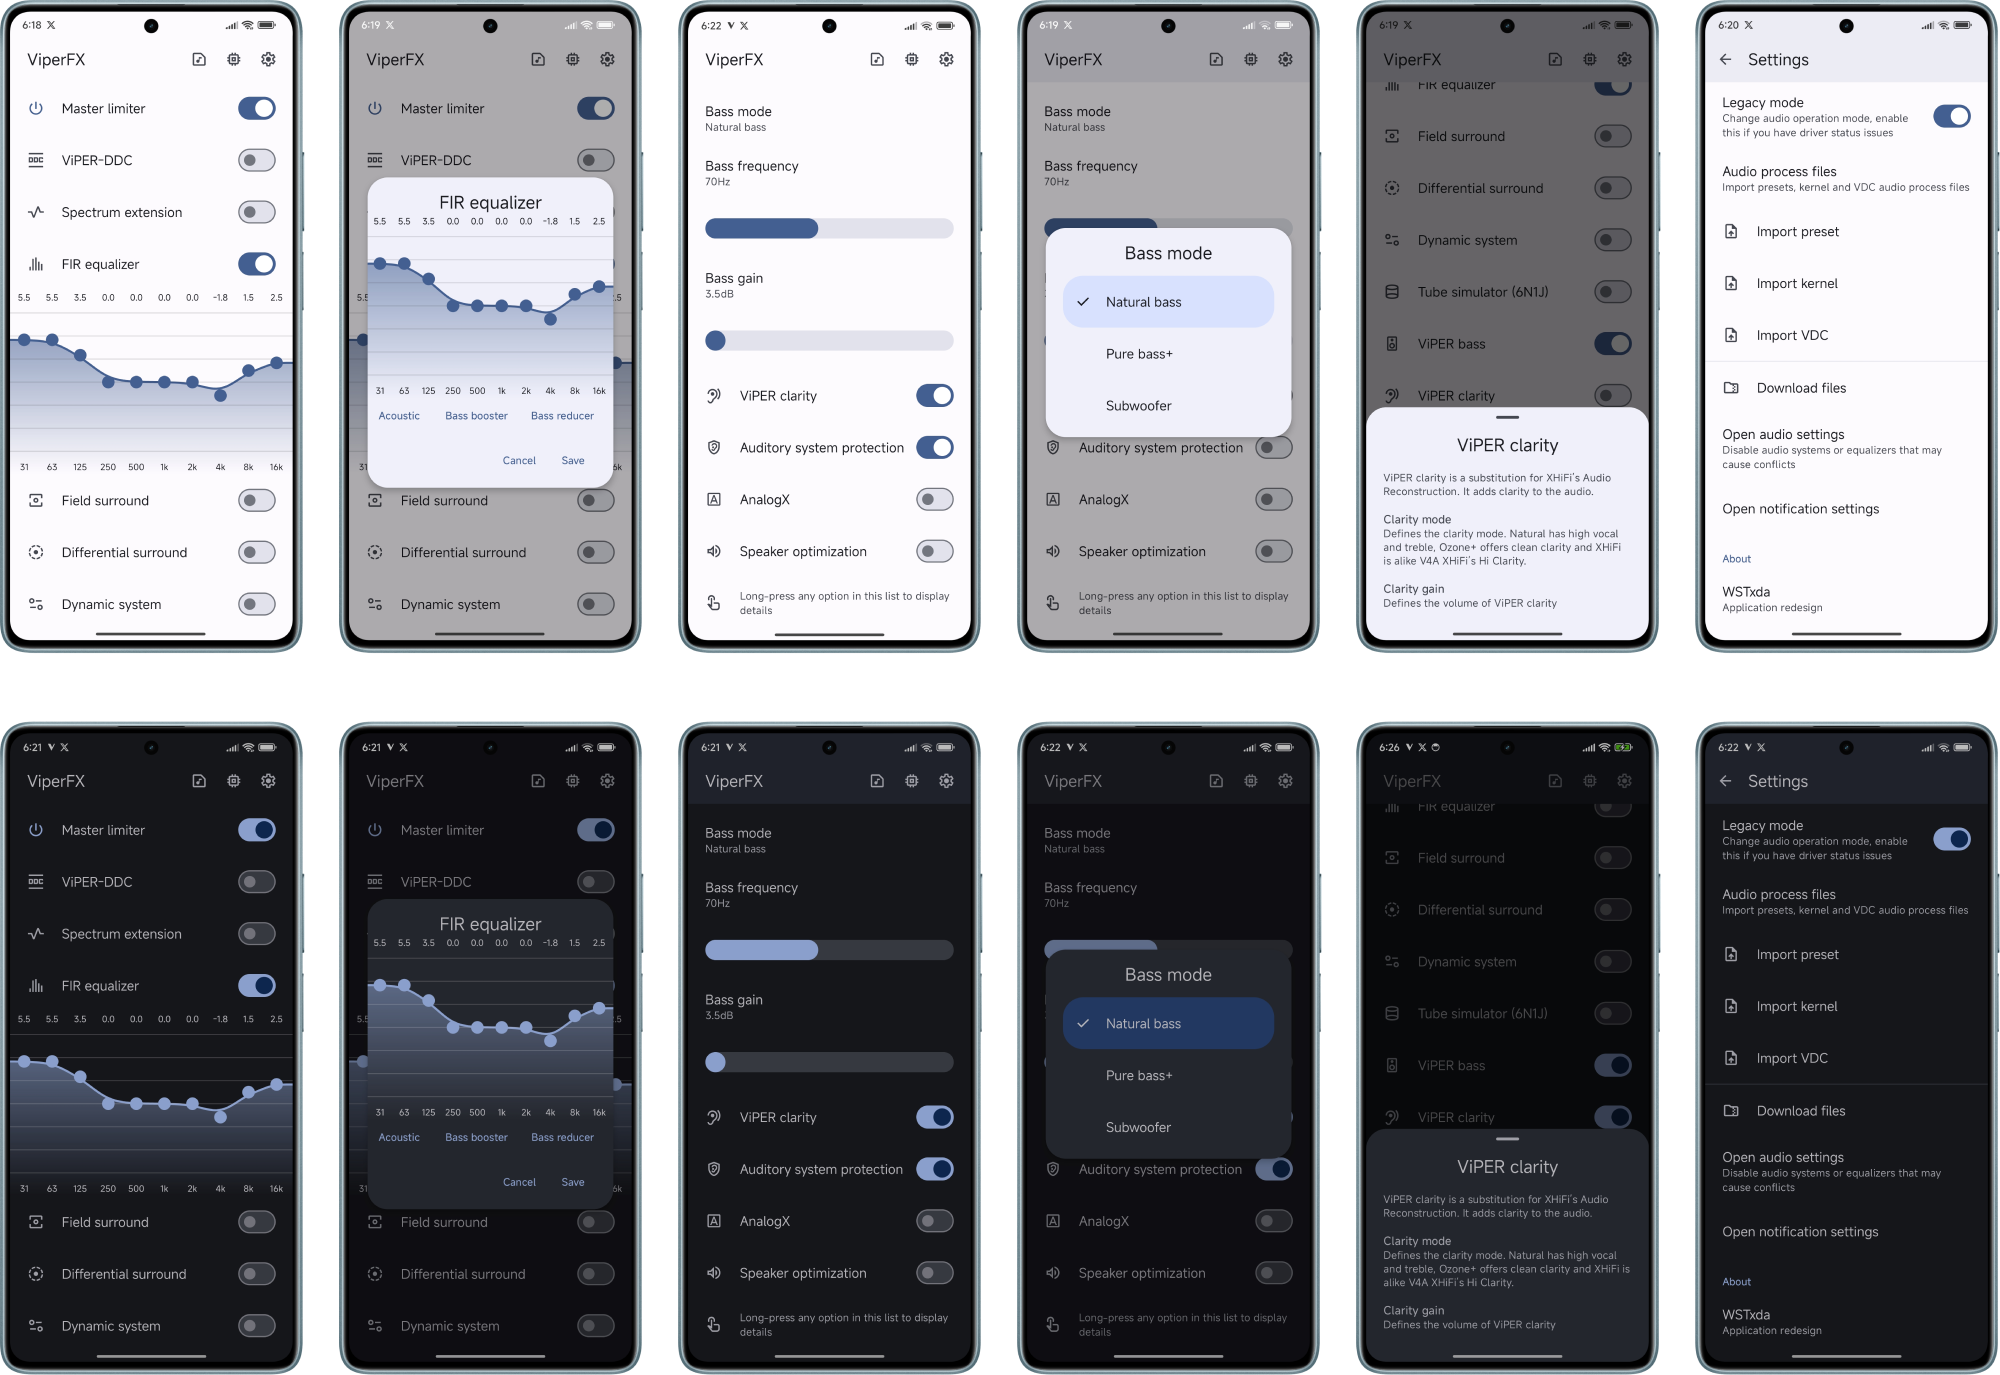 6:18
ViperFX
Master limiter
ViPER-DDC
Spectrum extension
FIR equalizer
5.5 5.5 3.5 0.0 0.0 0.0 0.0 -1.8 1.5 2.5
31 63 125 250 500 1k 2k 4k 8k 16k
Field surround
Differential surround
Dynamic system
6:19
ViperFX
Master limiter
ViPER-DDC
FIR equalizer
5.5 5.5 3.5 0.0 0.0 0.0 0.0 -1.8 1.5 2.5
31 63 125 250 500 1k 2k 4k 8k 16k
Acoustic Bass booster Bass reducer
Cancel Save
Field surround
Differential surround
Dynamic system
6:22
ViperFX
Bass mode
Natural bass
Bass frequency
70Hz
Bass gain
3.5dB
ViPER clarity
Auditory system protection
AnalogX
Speaker optimization
Long-press any option in this list to display
details
6:19
ViperFX
Bass mode
Natural bass
Bass frequency
70Hz
Bass mode
Natural bass
Pure bass+
Subwoofer
Auditory system protection
AnalogX
Speaker optimization
Long-press any option in this list to display
details
6:19
ViperFX
FIR equalizer
Field surround
Differential surround
Dynamic system
Tube simulator (6N1J)
ViPER bass
ViPER clarity
ViPER clarity
ViPER clarity is a substitution for XHiFi's Audio
Reconstruction. It adds clarity to the audio.
Clarity mode
Defines the clarity mode. Natural has high vocal
and treble, Ozone+ offers clean clarity and XHiFi
is alike V4A XHiFi's Hi Clarity.
Clarity gain
Defines the volume of ViPER clarity
6:20
Settings
Legacy mode
Change audio operation mode, enable
this if you have driver status issues
Audio process files
Import presets, kernel and VDC audio process files
Import preset
Import kernel
Import VDC
Download files
Open audio settings
Disable audio systems or equalizers that may
cause conflicts
Open notification settings
About
WSTxda
Application redesign
6:21
ViperFX
Master limiter
ViPER-DDC
Spectrum extension
FIR equalizer
5.5 5.5 3.5 0.0 0.0 0.0 0.0 -1.8 1.5 2.5
31 63 125 250 500 1k 2k 4k 8k 16k
Field surround
Differential surround
Dynamic system
6:21
ViperFX
Master limiter
ViPER-DDC
FIR equalizer
5.5 5.5 3.5 0.0 0.0 0.0 0.0 -1.8 1.5 2.5
31 63 125 250 500 1k 2k 4k 8k 16k
Acoustic Bass booster Bass reducer
Cancel Save
Field surround
Differential surround
Dynamic system
6:21
ViperFX
Bass mode
Natural bass
Bass frequency
70Hz
Bass gain
3.5dB
ViPER clarity
Auditory system protection
AnalogX
Speaker optimization
Long-press any option in this list to display
details
6:22
ViperFX
Bass mode
Natural bass
Bass frequency
70Hz
Bass mode
Natural bass
Pure bass+
Subwoofer
Auditory system protection
AnalogX
Speaker optimization
Long-press any option in this list to display
details
6:26
ViperFX
FIR equalizer
Field surround
Differential surround
Dynamic system
Tube simulator (6N1J)
ViPER bass
ViPER clarity
ViPER clarity
ViPER clarity is a substitution for XHiFi's Audio
Reconstruction. It adds clarity to the audio.
Clarity mode
Defines the clarity mode. Natural has high vocal
and treble, Ozone+ offers clean clarity and XHiFi is
alike V4A XHiFi's Hi Clarity.
Clarity gain
Defines the volume of ViPER clarity
6:22
Settings
Legacy mode
Change audio operation mode, enable
this if you have driver status issues
Audio process files
Import presets, kernel and VDC audio process files
Import preset
Import kernel
Import VDC
Download files
Open audio settings
Disable audio systems or equalizers that may
cause conflicts
Open notification settings
About
WSTxda
Application redesign